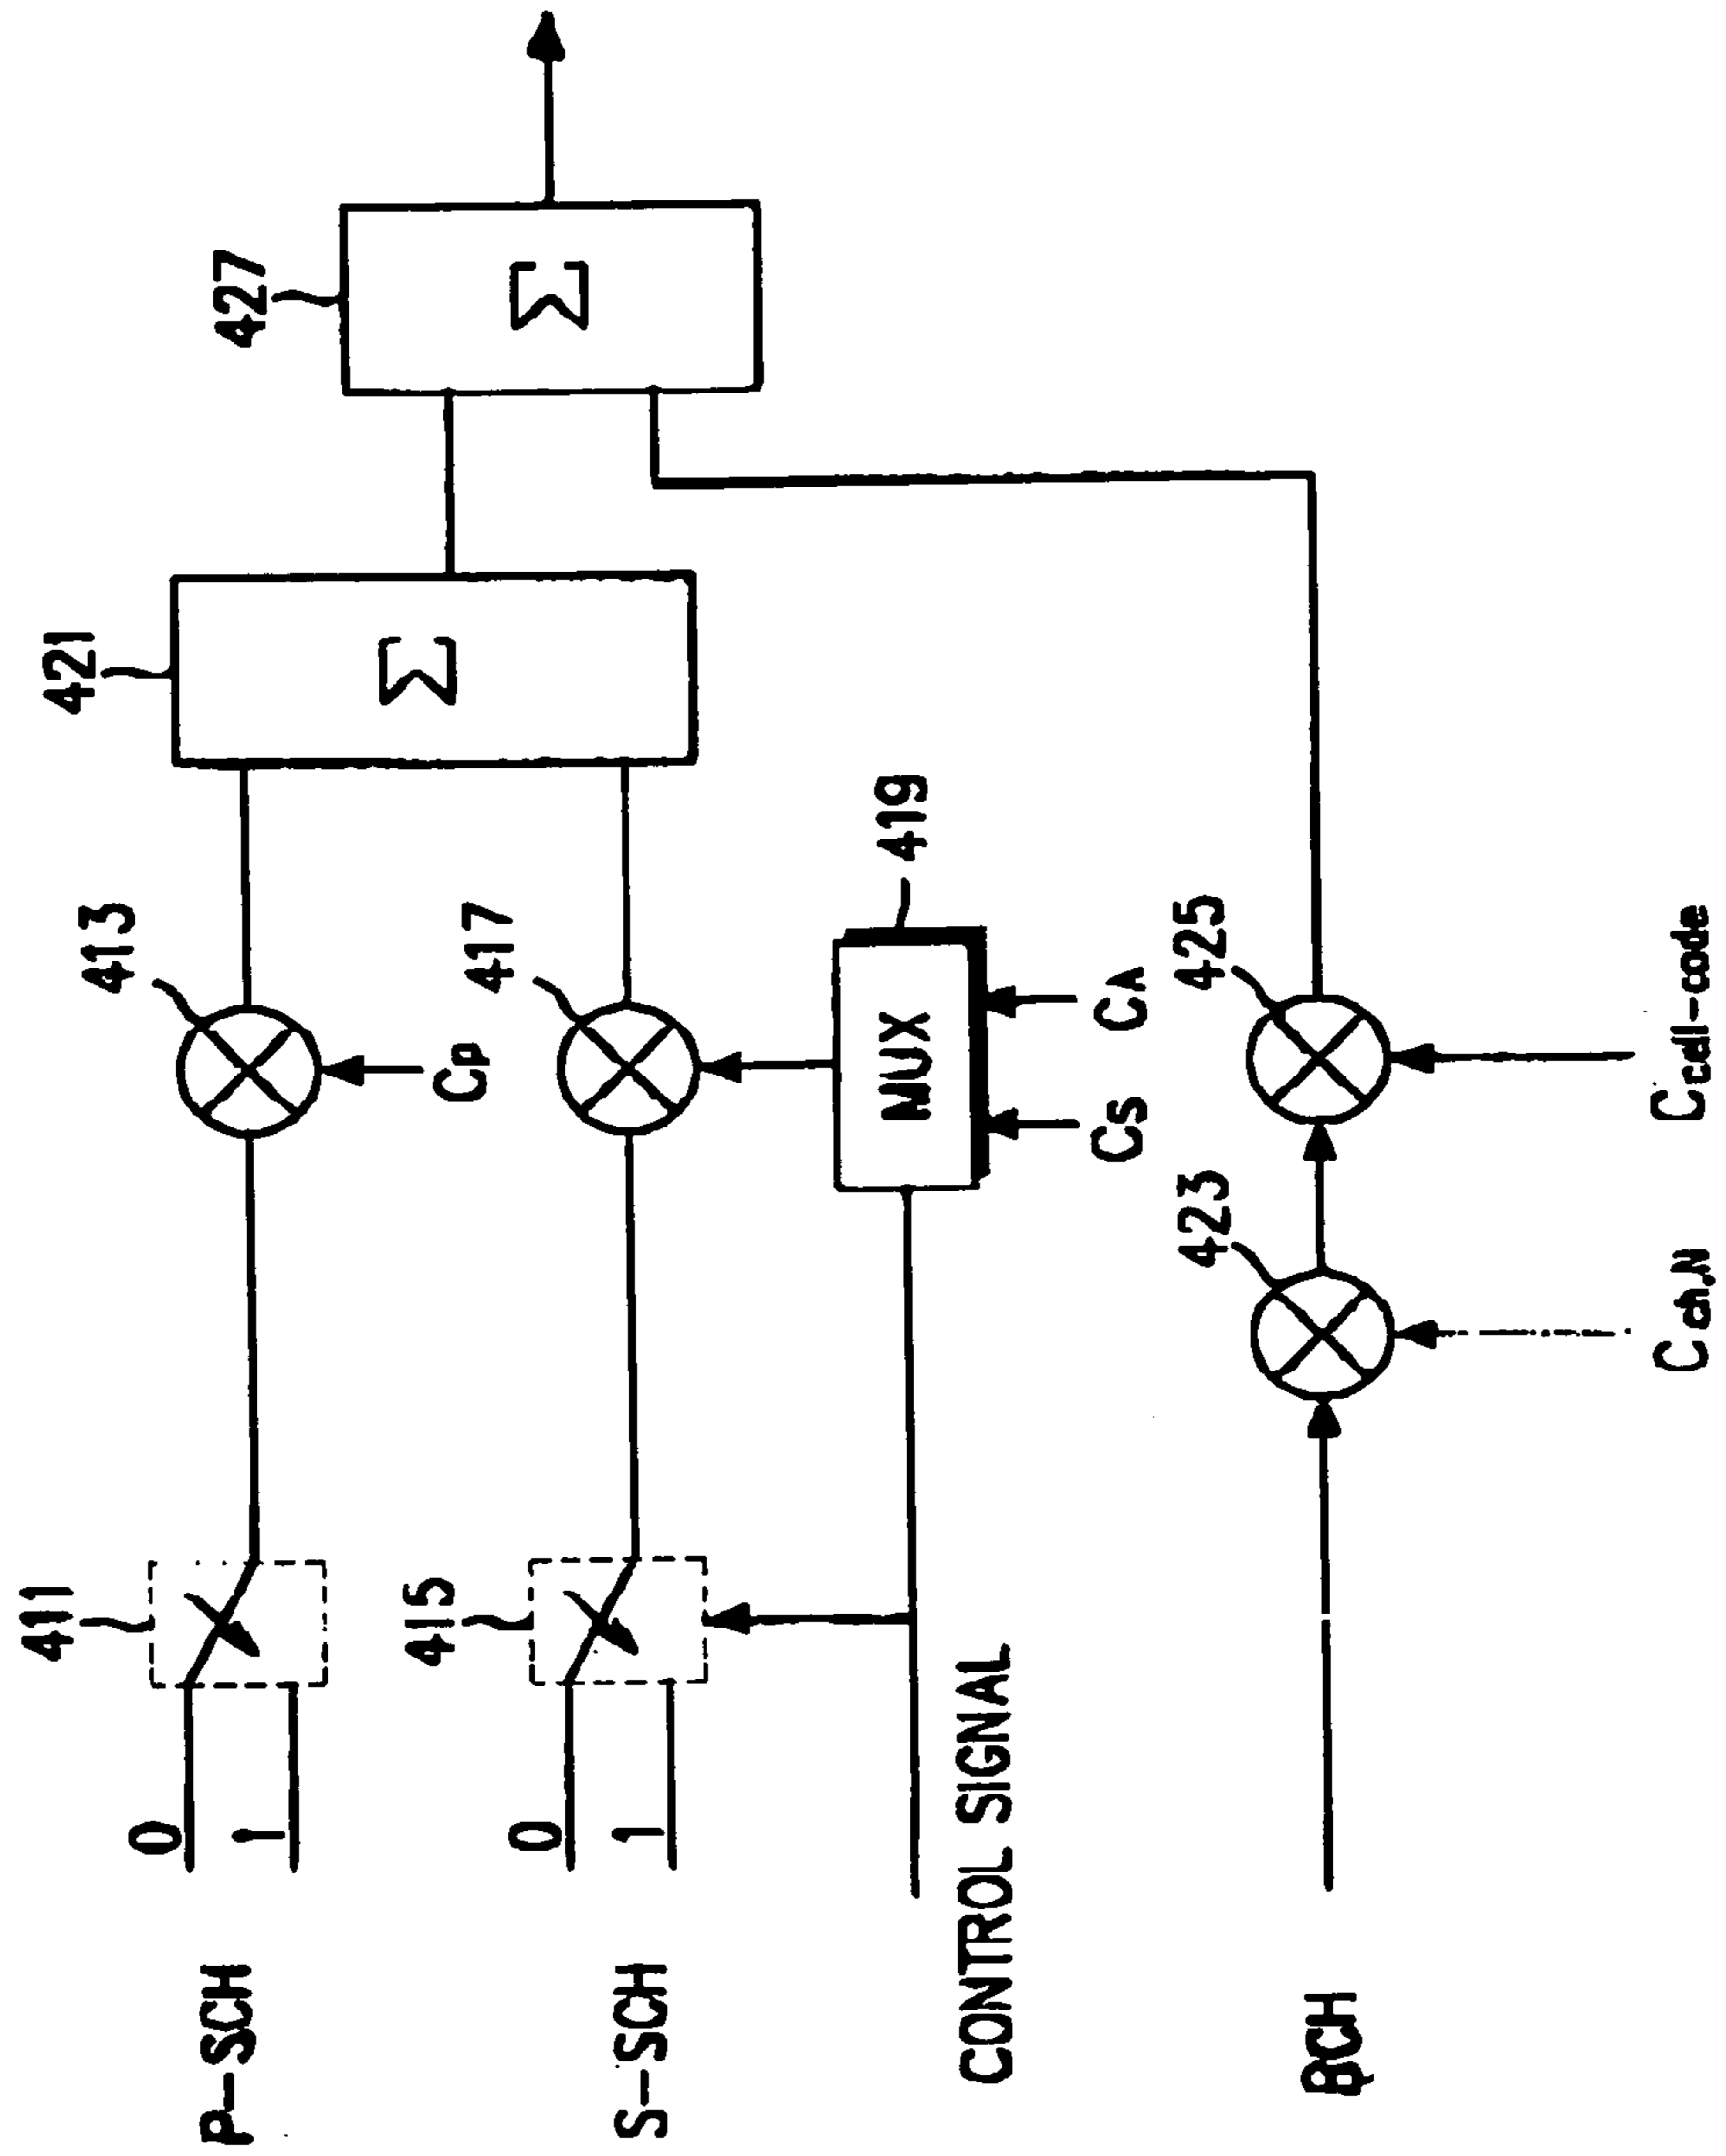 411
413
421
427
P-SCH
0
1
Cp
Σ
Σ
415
417
S-SCH
0
1
MUX
419
CONTROL SIGNAL
CS
CA
423
425
BCH
Cch,N
Ccell-code